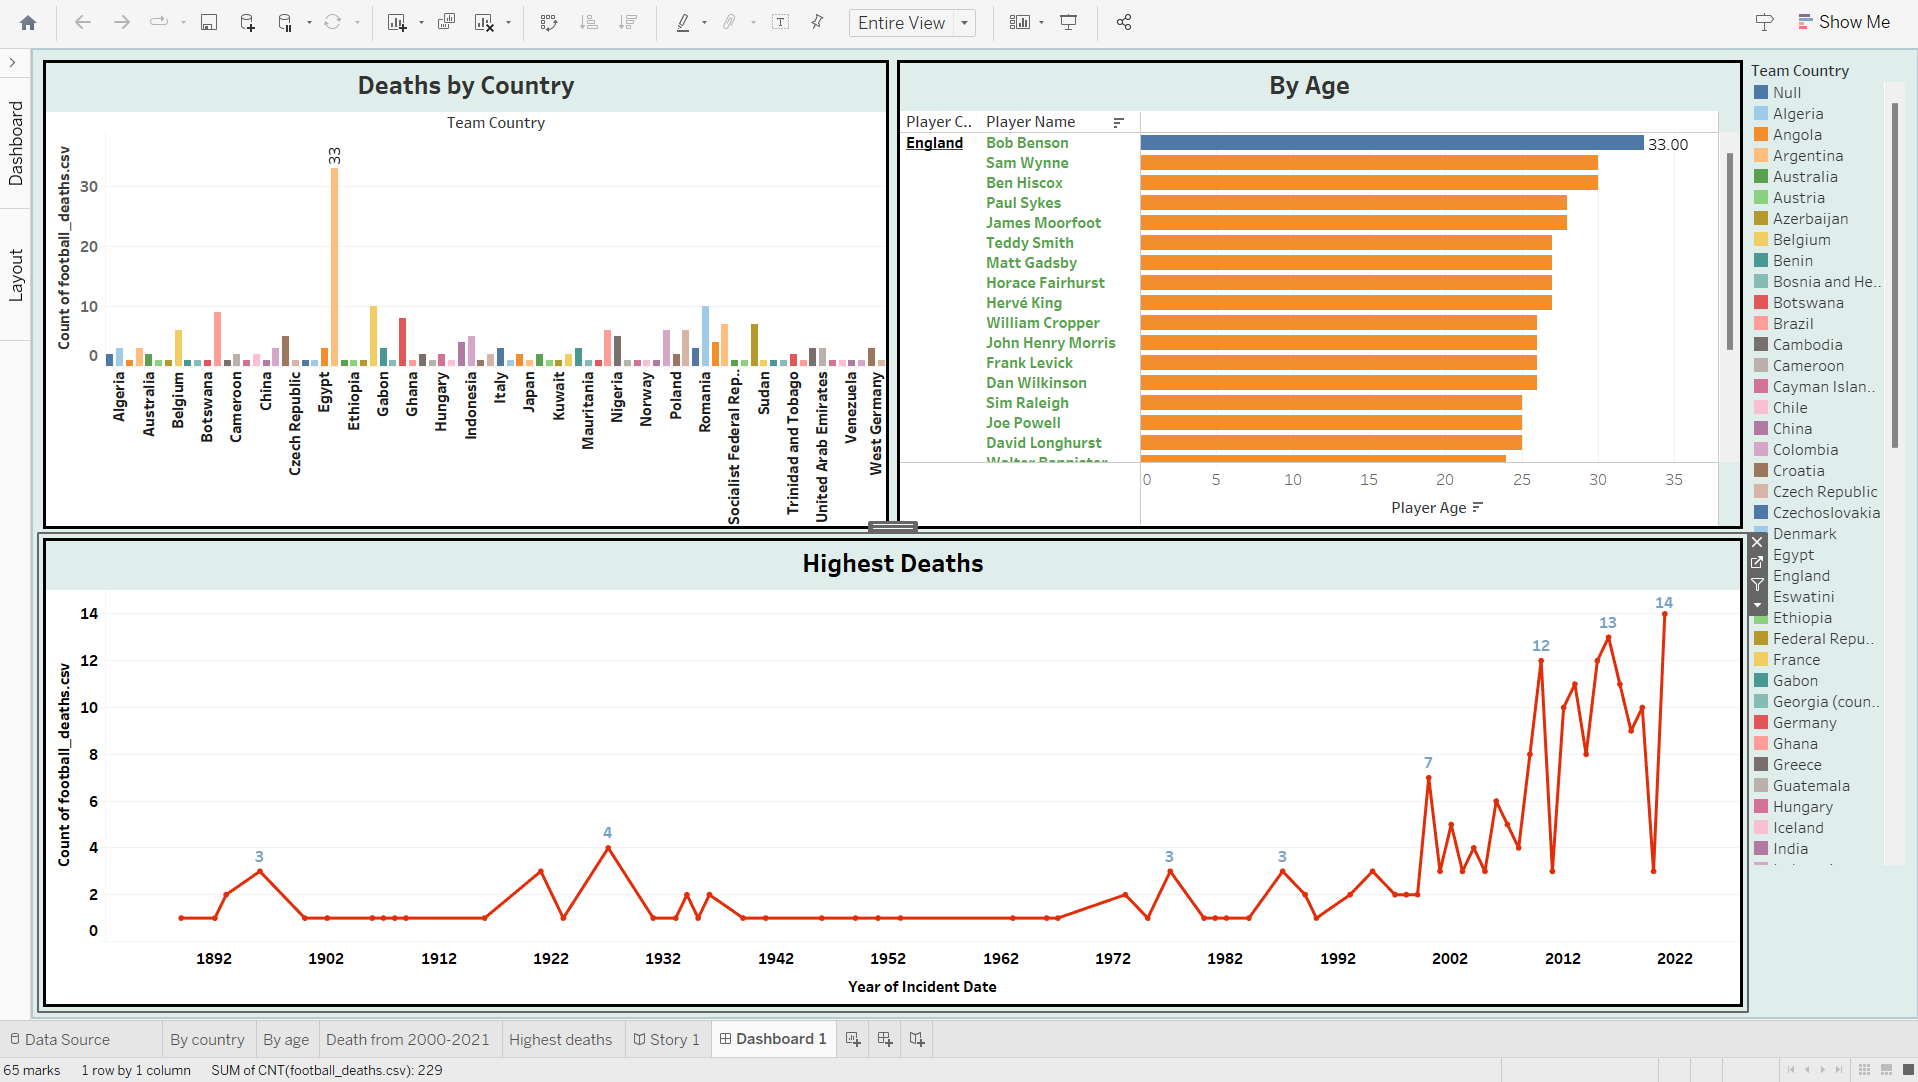 Entire View
Show Me
Dashboard
Layout
Deaths by Country
Team Country
Count of football_deaths.csv
30
20
10
0
33
Algeria
Australia
Belgium
Botswana
Cameroon
China
Czech Republic
Egypt
Ethiopia
Gabon
Ghana
Hungary
Indonesia
Italy
Japan
Kuwait
Mauritania
Nigeria
Norway
Poland
Romania
Socialist Federal Rep..
Sudan
Trinidad and Tobago
United Arab Emirates
Venezuela
West Germany
By Age
Player C.. Player Name
England Bob Benson 33.00
Sam Wynne
Ben Hiscox
Paul Sykes
James Moorfoot
Teddy Smith
Matt Gadsby
Horace Fairhurst
Hervé King
William Cropper
John Henry Morris
Frank Levick
Dan Wilkinson
Sim Raleigh
Joe Powell
David Longhurst
Walter Bannister
0 5 10 15 20 25 30 35
Player Age
Team Country
Null
Algeria
Angola
Argentina
Australia
Austria
Azerbaijan
Belgium
Benin
Bosnia and He..
Botswana
Brazil
Cambodia
Cameroon
Cayman Islan..
Chile
China
Colombia
Croatia
Czech Republic
Czechoslovakia
Denmark
Egypt
England
Eswatini
Ethiopia
Federal Repu..
France
Gabon
Georgia (coun..
Germany
Ghana
Greece
Guatemala
Hungary
Iceland
India
Highest Deaths
Count of football_deaths.csv
14
12
10
8
6
4
2
0
3
4
3
3
7
12
13
14
1892 1902 1912 1922 1932 1942 1952 1962 1972 1982 1992 2002 2012 2022
Year of Incident Date
Data Source By country By age Death from 2000-2021 Highest deaths Story 1 Dashboard 1
65 marks 1 row by 1 column SUM of CNT(football_deaths.csv): 229